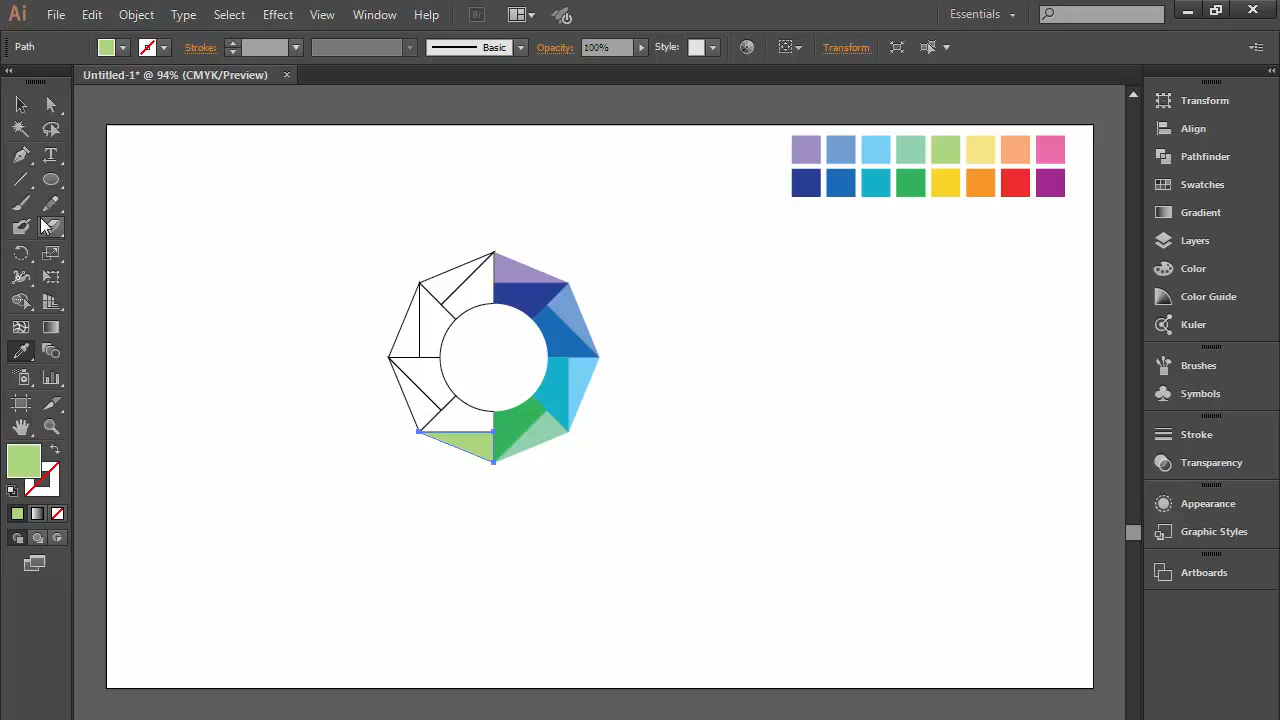 Ai File Edit Object Type Select Effect View Window Help Br Essentials
Path Stroke: Basic Opacity: 100% Style: Transform
Untitled-1* @ 94% (CMYK/Preview) ×
Transform
Align
Pathfinder
Swatches
Gradient
Layers
Color
Color Guide
Kuler
Brushes
Symbols
Stroke
Transparency
Appearance
Graphic Styles
Artboards